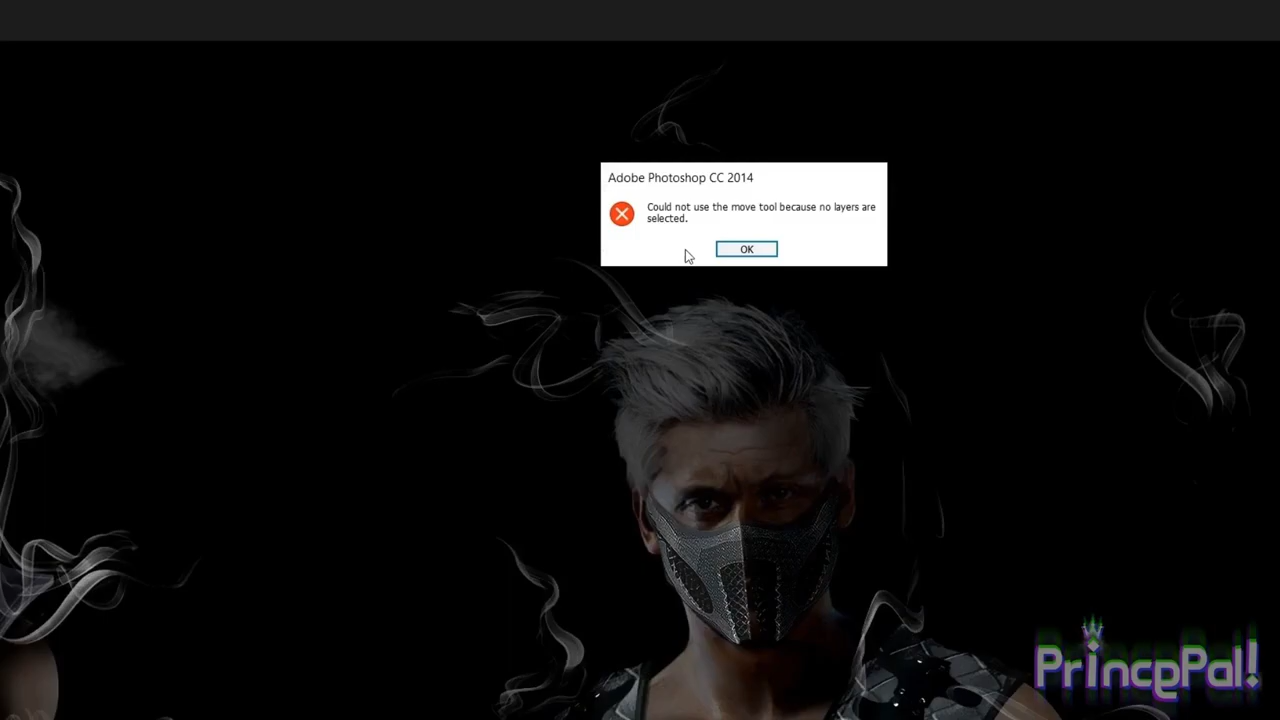 Adobe Photoshop CC 2014
Could not use the move tool because no layers are
selected.
OK
PrincePal!